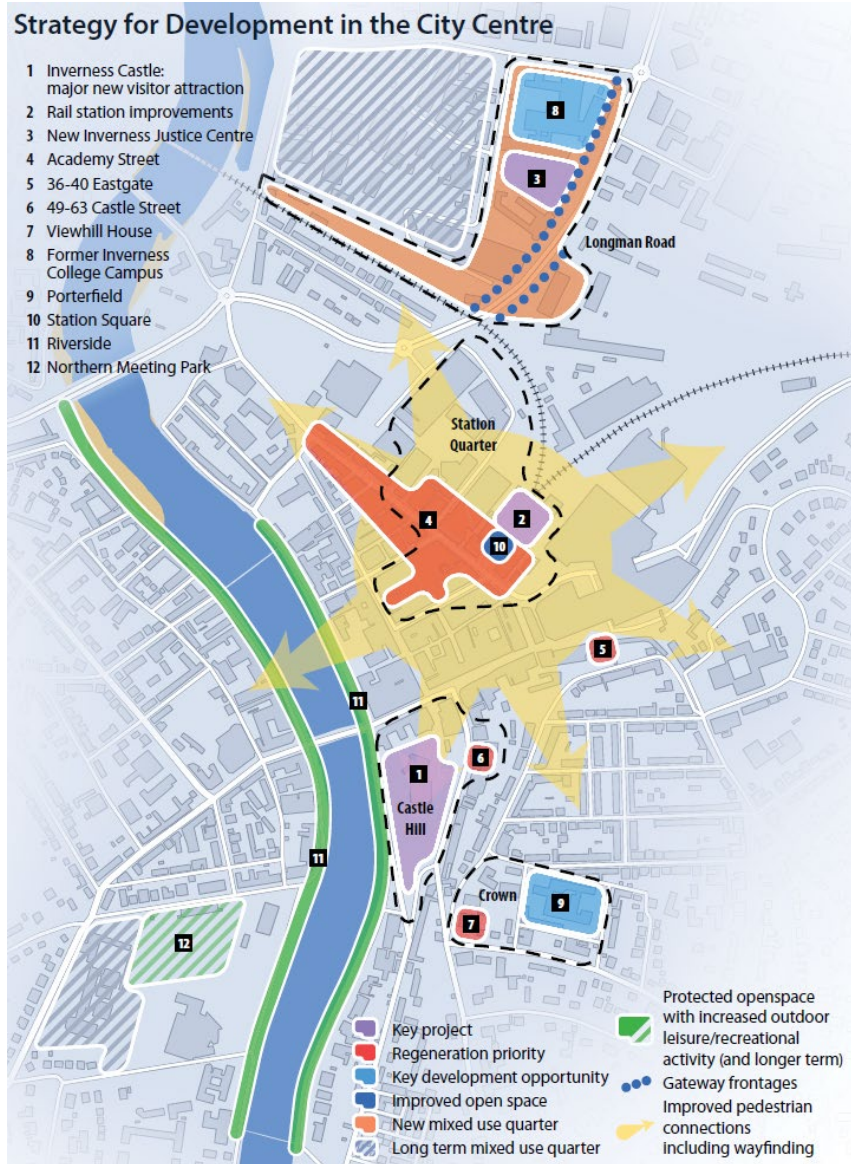 Strategy for Development in the City Centre
1 Inverness Castle:
major new visitor attraction
2 Rail station improvements
3 New Inverness Justice Centre
4 Academy Street
5 36-40 Eastgate
6 49-63 Castle Street
7 Viewhill House
8 Former Inverness
College Campus
9 Porterfield
10 Station Square
11 Riverside
12 Northern Meeting Park
8
3
Longman Road
Station
Quarter
4
2
10
5
11
1
6
Castle
Hill
11
Crown
9
7
12
Key project
Regeneration priority
Key development opportunity
Improved open space
New mixed use quarter
Long term mixed use quarter
Protected openspace
with increased outdoor
leisure/recreational
activity (and longer term)
Gateway frontages
Improved pedestrian
connections
including wayfinding